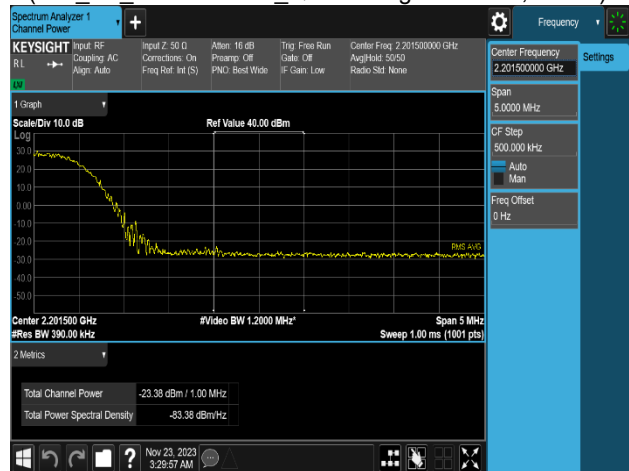 Spectrum Analyzer 1
Channel Power
Frequency
KEYSIGHT
R L
LV
Input: RF
Coupling: AC
Align: Auto
Input Z: 50 Ω
Corrections: On
Freq Ref: Int (S)
Atten: 16 dB
Preamp: Off
PNO: Best Wide
Trig: Free Run
Gate: Off
IF Gain: Low
Center Freq: 2.201500000 GHz
Avg|Hold: 50/50
Radio Std: None
Center Frequency
2.201500000 GHz
Settings
Span
5.0000 MHz
CF Step
500.000 kHz
Auto
Man
Freq Offset
0 Hz
1 Graph
Scale/Div 10.0 dB
Ref Value 40.00 dBm
Log
30.0
20.0
10.0
0.00
-10.0
-20.0
-30.0
-40.0
-50.0
RMS AVG
Center 2.201500 GHz
#Video BW 1.2000 MHz*
Span 5 MHz
#Res BW 390.00 kHz
Sweep 1.00 ms (1001 pts)
2 Metrics
Total Channel Power
-23.38 dBm / 1.00 MHz
Total Power Spectral Density
-83.38 dBm/Hz
?
Nov 23, 2023
3:29:57 AM